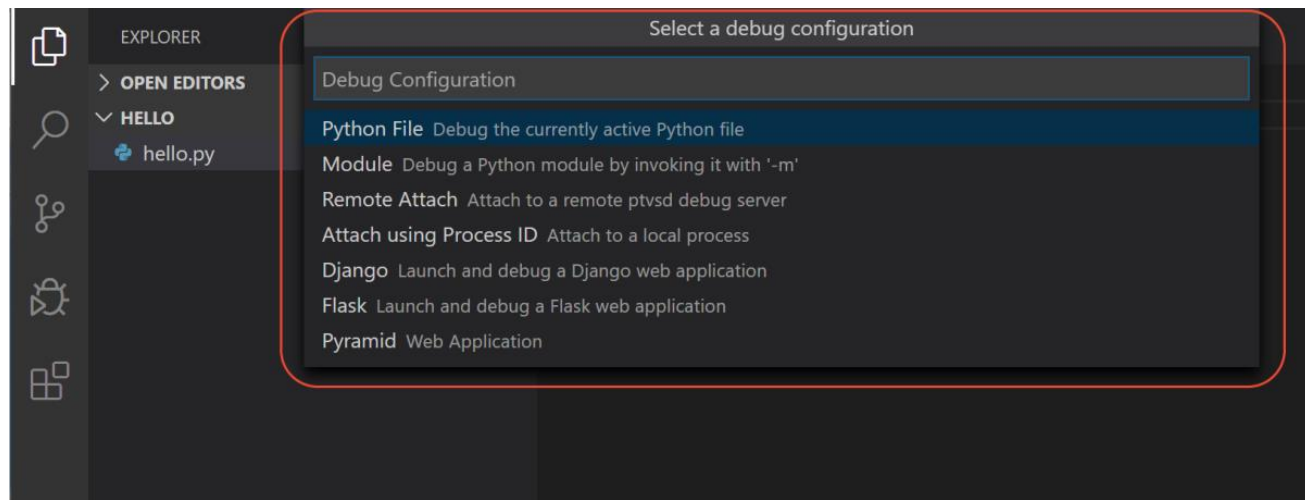 EXPLORER
> OPEN EDITORS
HELLO
hello.py
Select a debug configuration
Debug Configuration
Python File Debug the currently active Python file
Module Debug a Python module by invoking it with '-m'
Remote Attach Attach to a remote ptvsd debug server
Attach using Process ID Attach to a local process
Django Launch and debug a Django web application
Flask Launch and debug a Flask web application
Pyramid Web Application